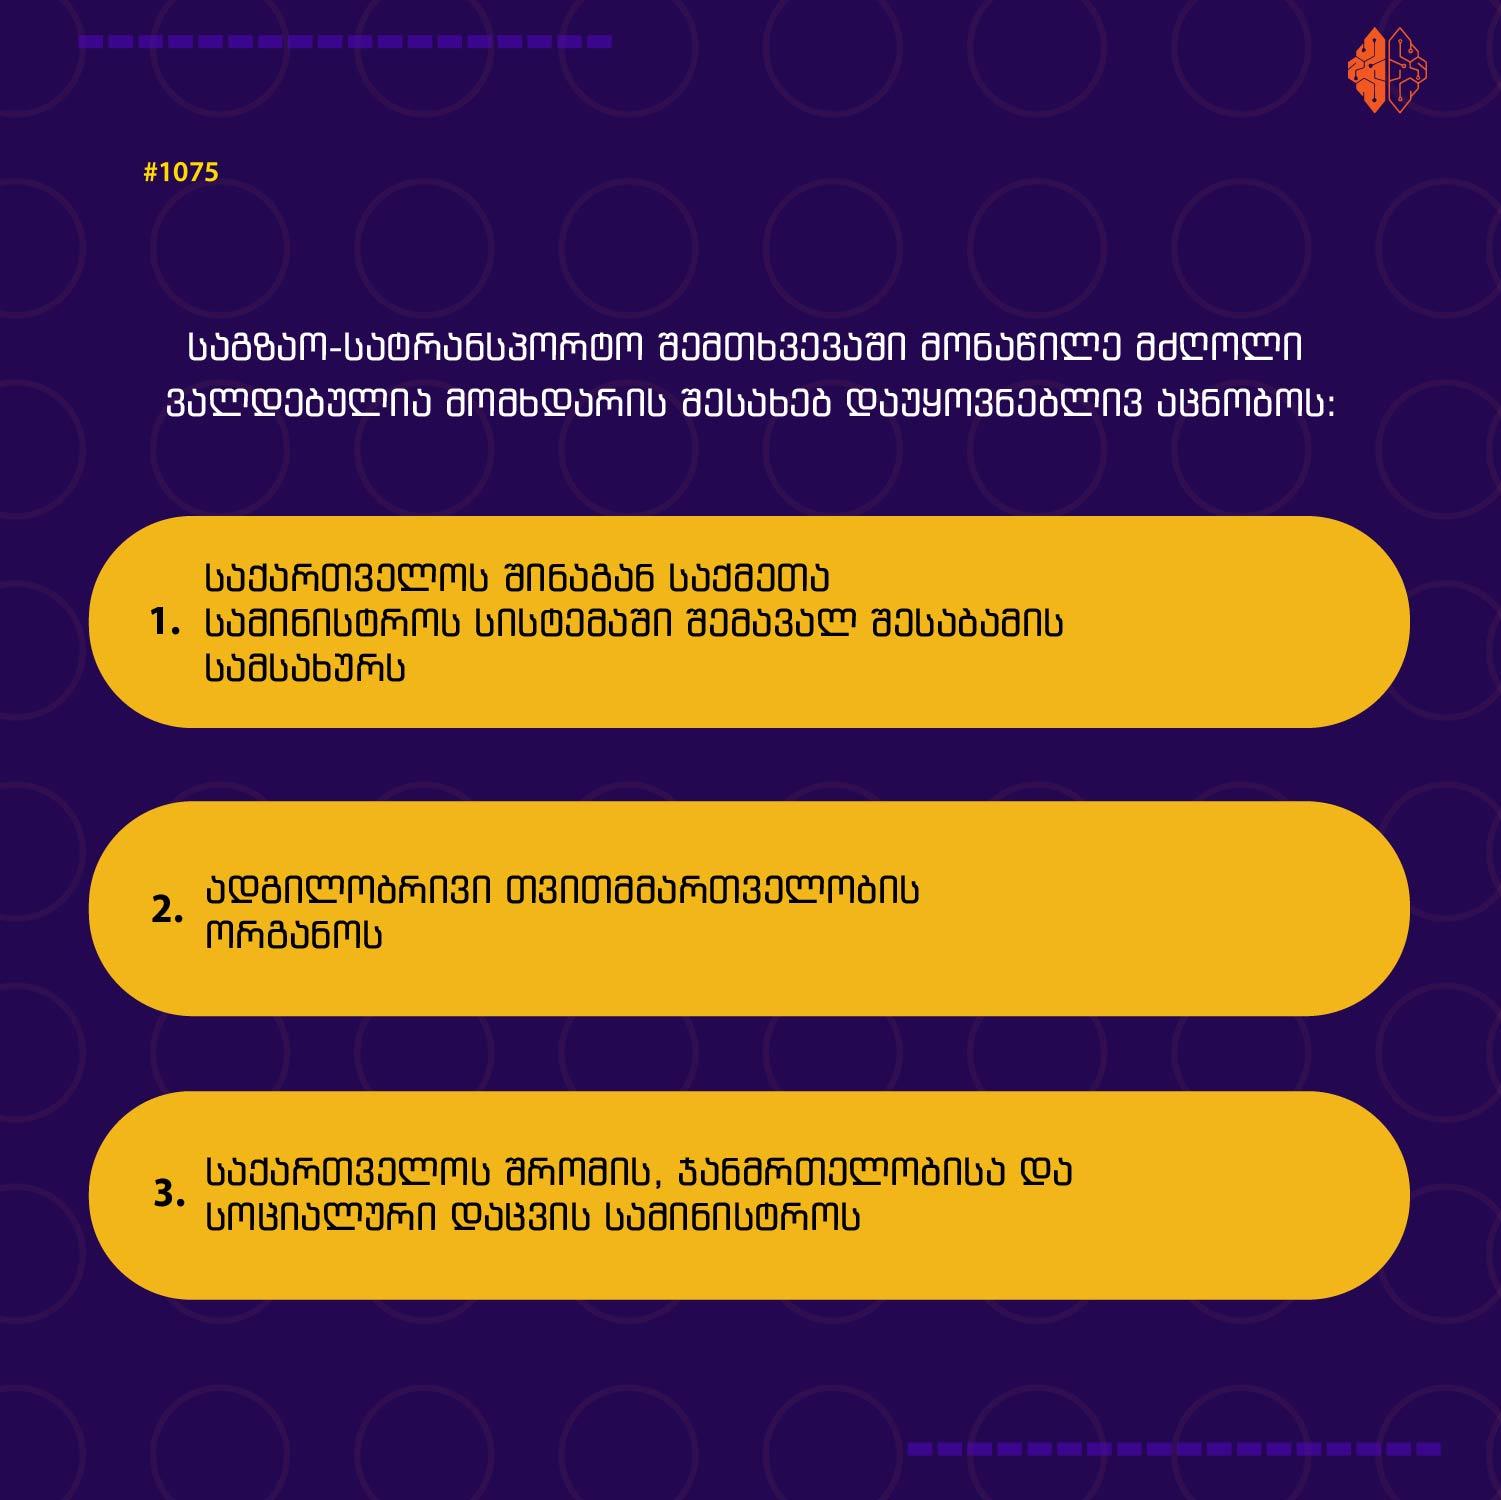 #1075
საგზაო-სატრანსპორტო შემთხვევაში მონაწილე მძღოლი
ვალდებულია მომხდარის შესახებ დაუყოვნებლივ აცნობოს:
საქართველოს შინაგან საქმეთა
1. სამინისტროს სისტემაში შემავალ შესაბამის
სამსახურს
2. ადგილობრივი თვითმმართველობის
ორგანოს
3. საქართველოს შრომის, ჯანმრთელობისა და
სოციალური დაცვის სამინისტროს